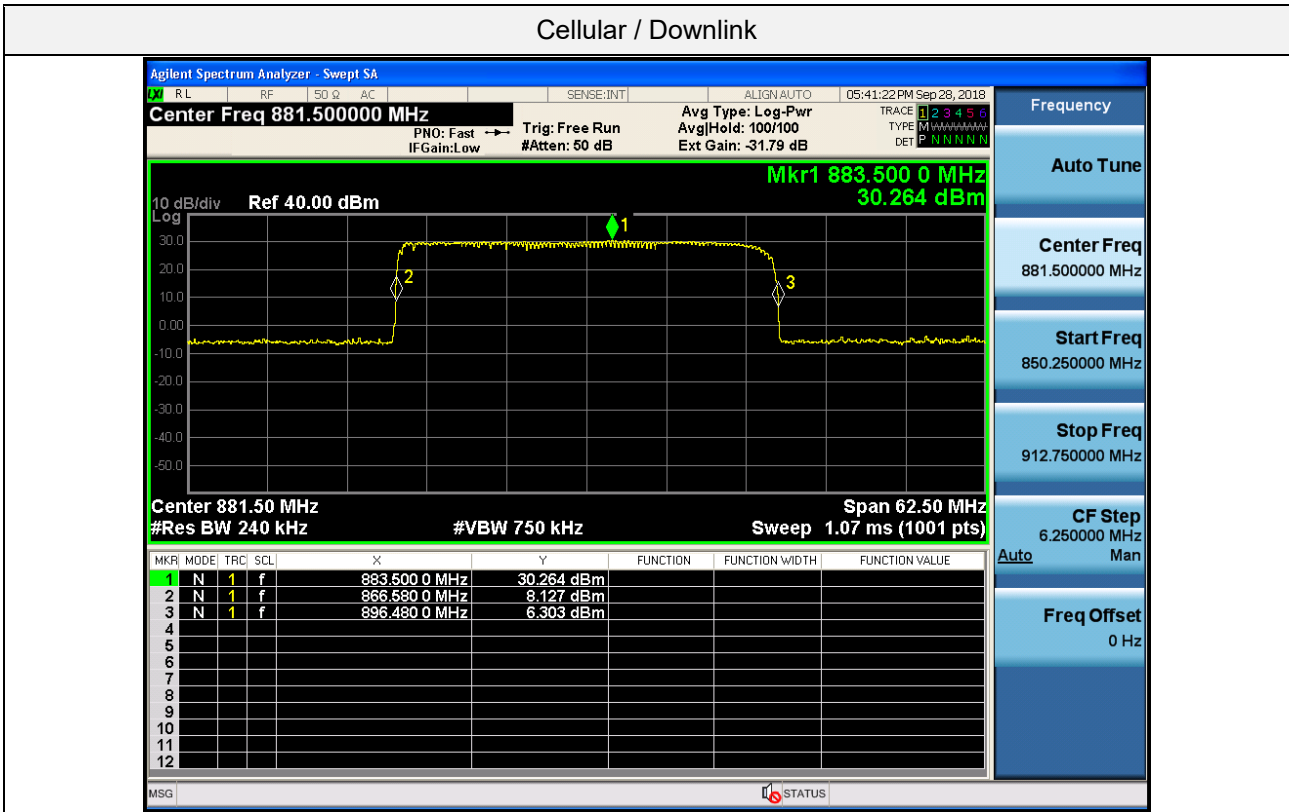 Cellular / Downlink
Agilent Spectrum Analyzer - Swept SA
LXI RL RF 50 Ω AC SENSE:INT ALIGN AUTO 05:41:22 PM Sep 28, 2018
Center Freq 881.500000 MHz
PNO: Fast
IFGain:Low
Trig: Free Run
#Atten: 50 dB
Avg Type: Log-Pwr
Avg|Hold: 100/100
Ext Gain: -31.79 dB
TRACE 1 2 3 4 5 6
TYPE M
DET P N N N N N
Mkr1 883.500 0 MHz
30.264 dBm
10 dB/div Ref 40.00 dBm
Log
30.0
20.0
10.0
0.00
-10.0
-20.0
-30.0
-40.0
-50.0
1
2
3
Center 881.50 MHz Span 62.50 MHz
#Res BW 240 kHz #VBW 750 kHz Sweep 1.07 ms (1001 pts)
MKR MODE TRC SCL X Y FUNCTION FUNCTION WIDTH FUNCTION VALUE
1 N 1 f 883.500 0 MHz 30.264 dBm
2 N 1 f 866.580 0 MHz 8.127 dBm
3 N 1 f 896.480 0 MHz 6.303 dBm
4
5
6
7
8
9
10
11
12
MSG STATUS
Frequency
Auto Tune
Center Freq
881.500000 MHz
Start Freq
850.250000 MHz
Stop Freq
912.750000 MHz
CF Step
6.250000 MHz
Auto Man
Freq Offset
0 Hz